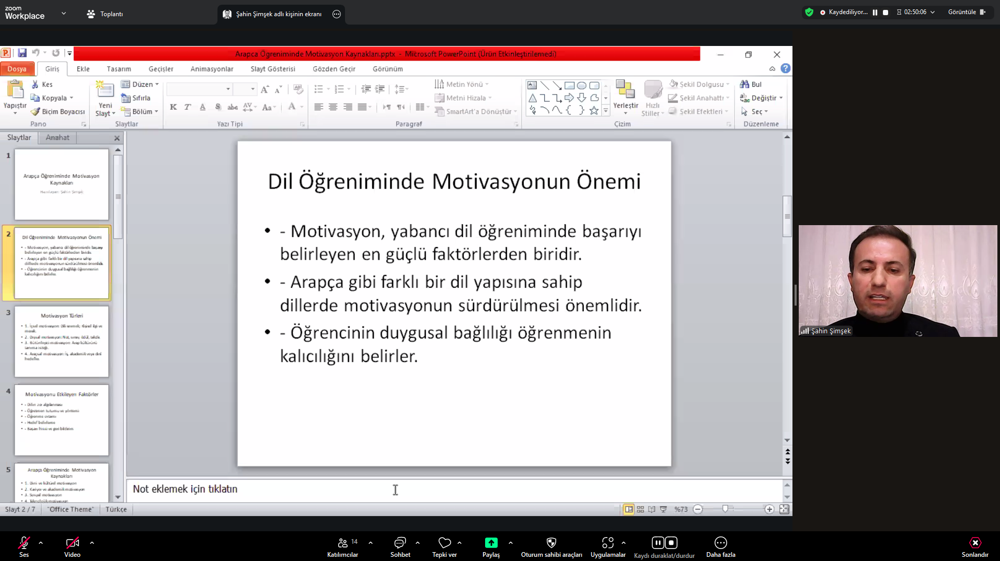 zoom
Workplace
Toplantı
Şahin Şimşek adlı kişinin ekranı
Kaydediliyor...
02:50:06
Görüntüle
Arapca Ögreniminde Motivasyon Kaynakları.pptx - Microsoft PowerPoint (Ürün Etkinleştirilemedi)
Dosya
Giriş
Ekle
Tasarım
Geçişler
Animasyonlar
Slayt Gösterisi
Gözden Geçir
Görünüm
Yapıştır
Kes
Kopyala
Biçim Boyacısı
Pano
Yeni
Slayt
Düzen
Sıfırla
Bölüm
Slaytlar
K T A S abc AV Aa A
Yazı Tipi
Metin Yönü
Metni Hizala
SmartArt'a Dönüştür
Paragraf
Yerleştir
Hızlı
Stiller
Şekil Dolgusu
Şekil Anahattı
Şekil Efektleri
Çizim
Bul
Değiştir
Seç
Düzenleme
Slaytlar
Anahat
1
Arapça Öğreniminde Motivasyon
Kaynakları
Hazırlayan: Şahin Şimşek
2
Dil Öğreniminde Motivasyonun Önemi
• - Motivasyon, yabancı dil öğreniminde başarıyı
belirleyen en güçlü faktörlerden biridir.
• - Arapça gibi farklı bir dil yapısına sahip
dillerde motivasyonun sürdürülmesi önemlidir.
• - Öğrencinin duygusal bağlılığı öğrenmenin
kalıcılığını belirler.
3
Motivasyon Türleri
• 1. İçsel motivasyon: Dili sevmek, kişisel ilgi ve
merak.
• 2. Dışsal motivasyon: Not, sınav, ödül, takdir.
• 3. Bütünleyici motivasyon: Arap kültürünü
tanıma isteği.
• 4. Araçsal motivasyon: İş, akademik veya dini
hedefler.
4
Motivasyonu Etkileyen Faktörler
• - Dilin zor algılanması
• - Öğretmen tutumu ve yöntemi
• - Öğrenme ortamı
• - Hedef belirleme
• - Başarı hissi ve geri bildirim
5
Arapça Öğreniminde Motivasyon
Kaynakları
• 1. Dini ve kültürel motivasyon
• 2. Kariyer ve akademik motivasyon
• 3. Sosyal motivasyon
• 4. Teknolojik motivasyon
Dil Öğreniminde Motivasyonun Önemi
• - Motivasyon, yabancı dil öğreniminde başarıyı
belirleyen en güçlü faktörlerden biridir.
• - Arapça gibi farklı bir dil yapısına sahip
dillerde motivasyonun sürdürülmesi önemlidir.
• - Öğrencinin duygusal bağlılığı öğrenmenin
kalıcılığını belirler.
Not eklemek için tıklatın
Slayt 2 / 7
"Office Theme"
Türkçe
%73
Şahin Şimşek
Ses
Video
14
Katılımcılar
Sohbet
Tepki ver
Paylaş
Oturum sahibi araçları
Uygulamalar
Kaydı duraklat/durdur
Daha fazla
Sonlandır